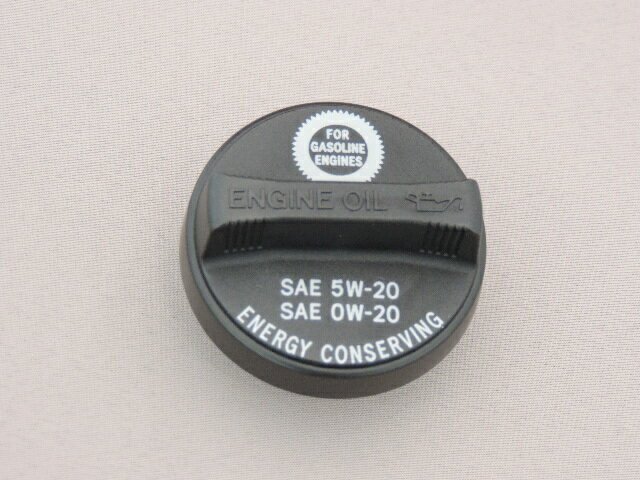 FOR
GASOLINE
ENGINES
ENGINE OIL
SAE 5W-20
SAE 0W-20
ENERGY CONSERVING